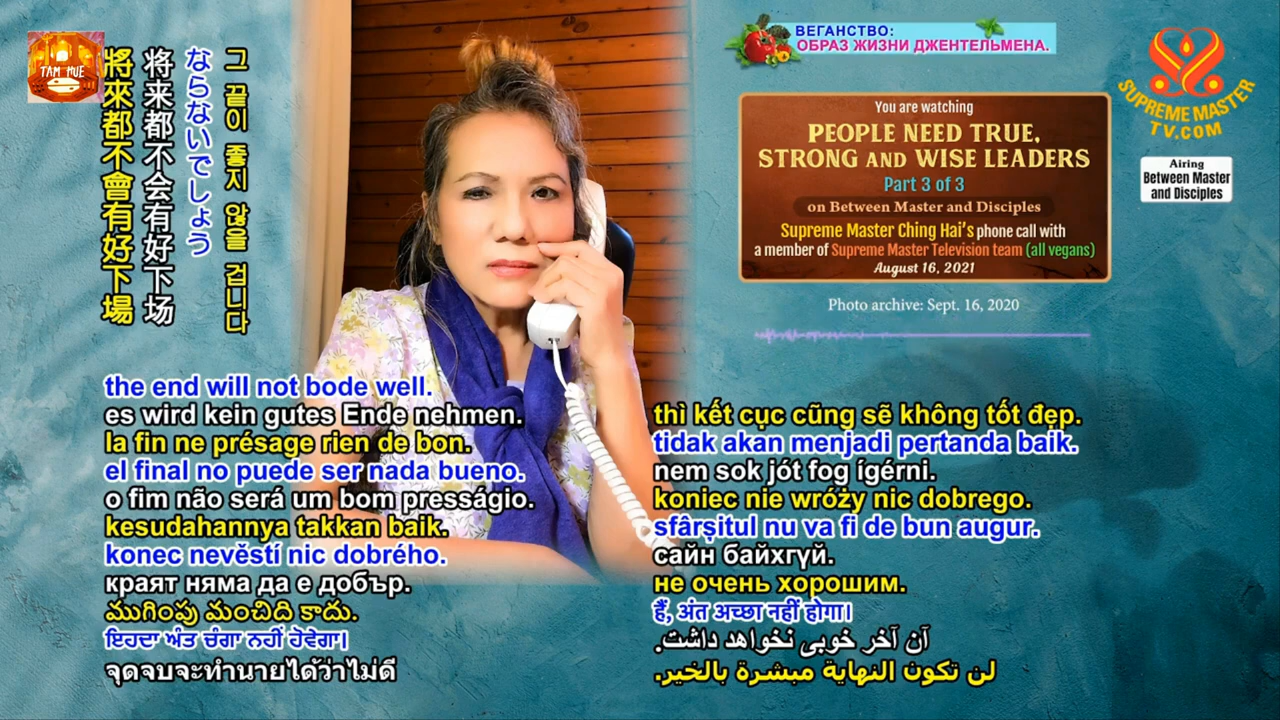 TAM HUE
將來都不會有好下場
将来都不会有好下场
ならないでしょう
그 끝이 좋지 않을 겁니다
the end will not bode well.
es wird kein gutes Ende nehmen.
la fin ne présage rien de bon.
el final no puede ser nada bueno.
o fim não será um bom presságio.
kesudahannya takkan baik.
konec nevěstí nic dobrého.
краят няма да е добър.
ముగింపు మంచిది కాదు.
ਇਹਦਾ ਅੰਤ ਚੰਗਾ ਨਹੀਂ ਹੋਵੇਗਾ।
จุดจบจะทำนายได้ว่าไม่ดี
ВЕГАНСТВО:
ОБРАЗ ЖИЗНИ ДЖЕНТЕЛЬМЕНА.
You are watching
PEOPLE NEED TRUE,
STRONG AND WISE LEADERS
Part 3 of 3
on Between Master and Disciples
Supreme Master Ching Hai's phone call with
a member of Supreme Master Television team (all vegans)
August 16, 2021
Photo archive: Sept. 16, 2020
SUPREME MASTER
TV.COM
Airing
Between Master
and Disciples
thì kết cục cũng sẽ không tốt đẹp.
tidak akan menjadi pertanda baik.
nem sok jót fog ígérni.
koniec nie wróży nic dobrego.
sfârșitul nu va fi de bun augur.
сайн байхгүй.
не очень хорошим.
हैं, अंत अच्छा नहीं होगा।
آن آخر خوبی نخواهد داشت.
لن تكون النهاية مبشرة بالخير.